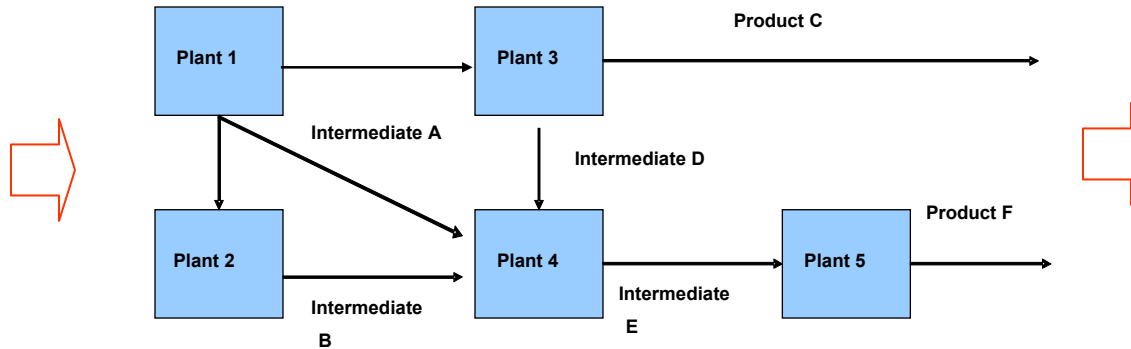 Product C
Plant 1
Plant 3
Intermediate A
Intermediate D
Product F
Plant 2
Plant 4
Plant 5
Intermediate
B
Intermediate
E